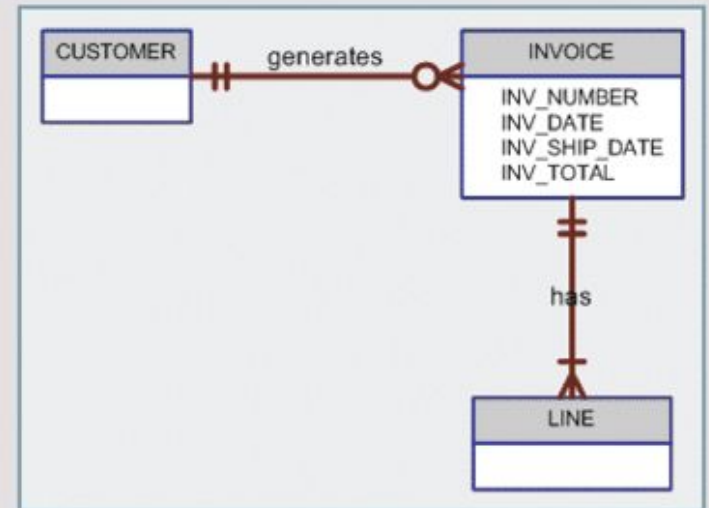 CUSTOMER
generates
INVOICE
INV_NUMBER
INV_DATE
INV_SHIP_DATE
INV_TOTAL
has
LINE